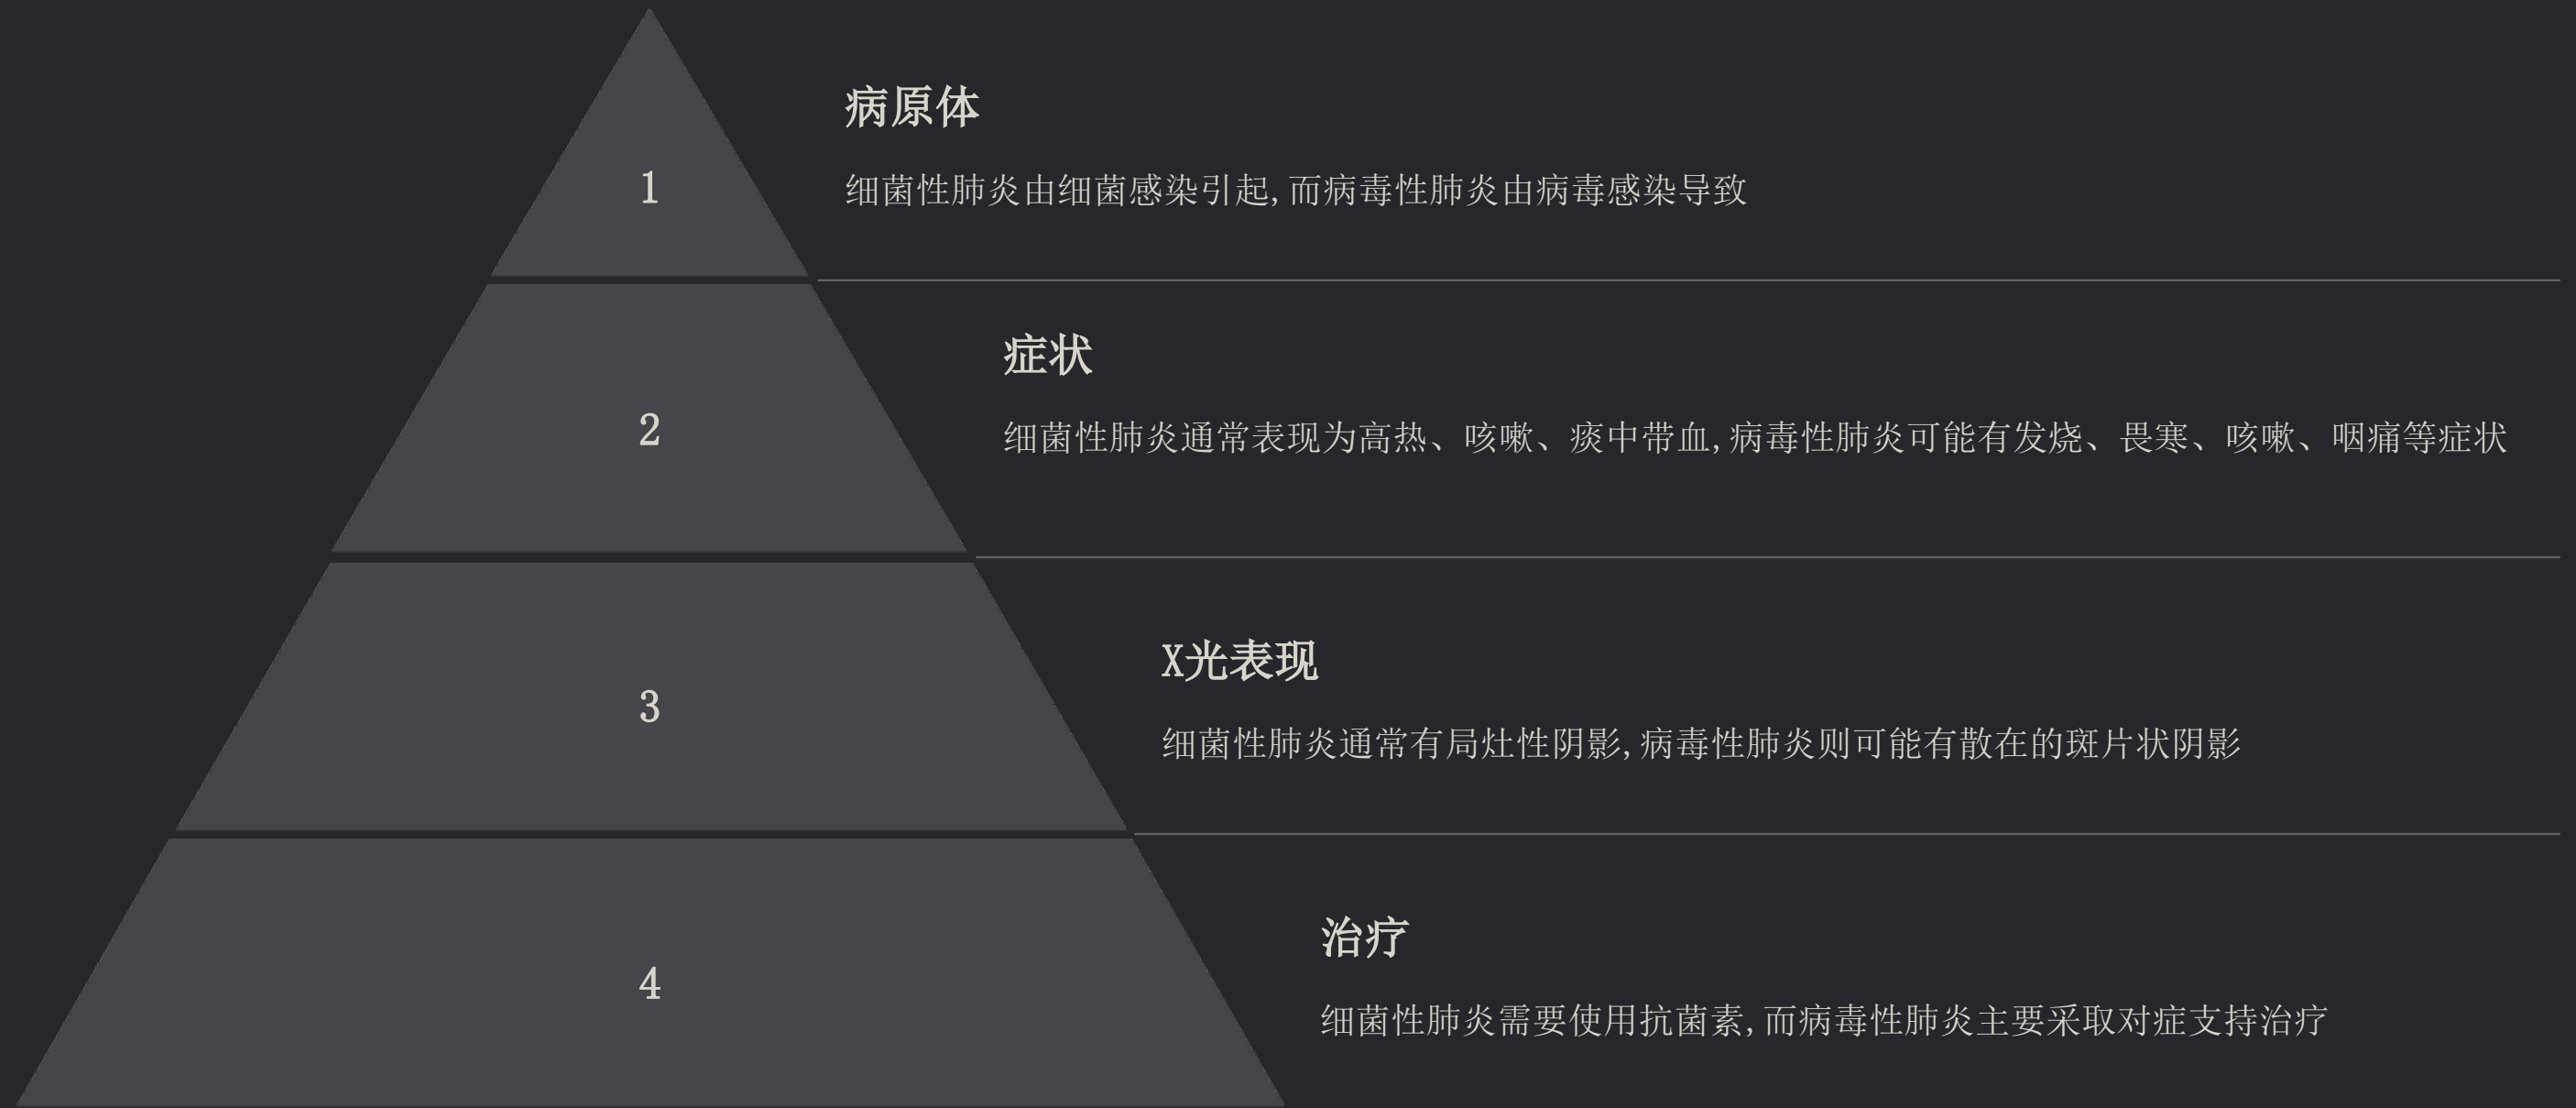 病原体
1
细菌性肺炎由细菌感染引起,而病毒性肺炎由病毒感染导致
症状
2
细菌性肺炎通常表现为高热、咳嗽、痰中带血,病毒性肺炎可能有发烧、畏寒、咳嗽、咽痛等症状
X光表现
3
细菌性肺炎通常有局灶性阴影,病毒性肺炎则可能有散在的斑片状阴影
治疗
4
细菌性肺炎需要使用抗菌素,而病毒性肺炎主要采取对症支持治疗